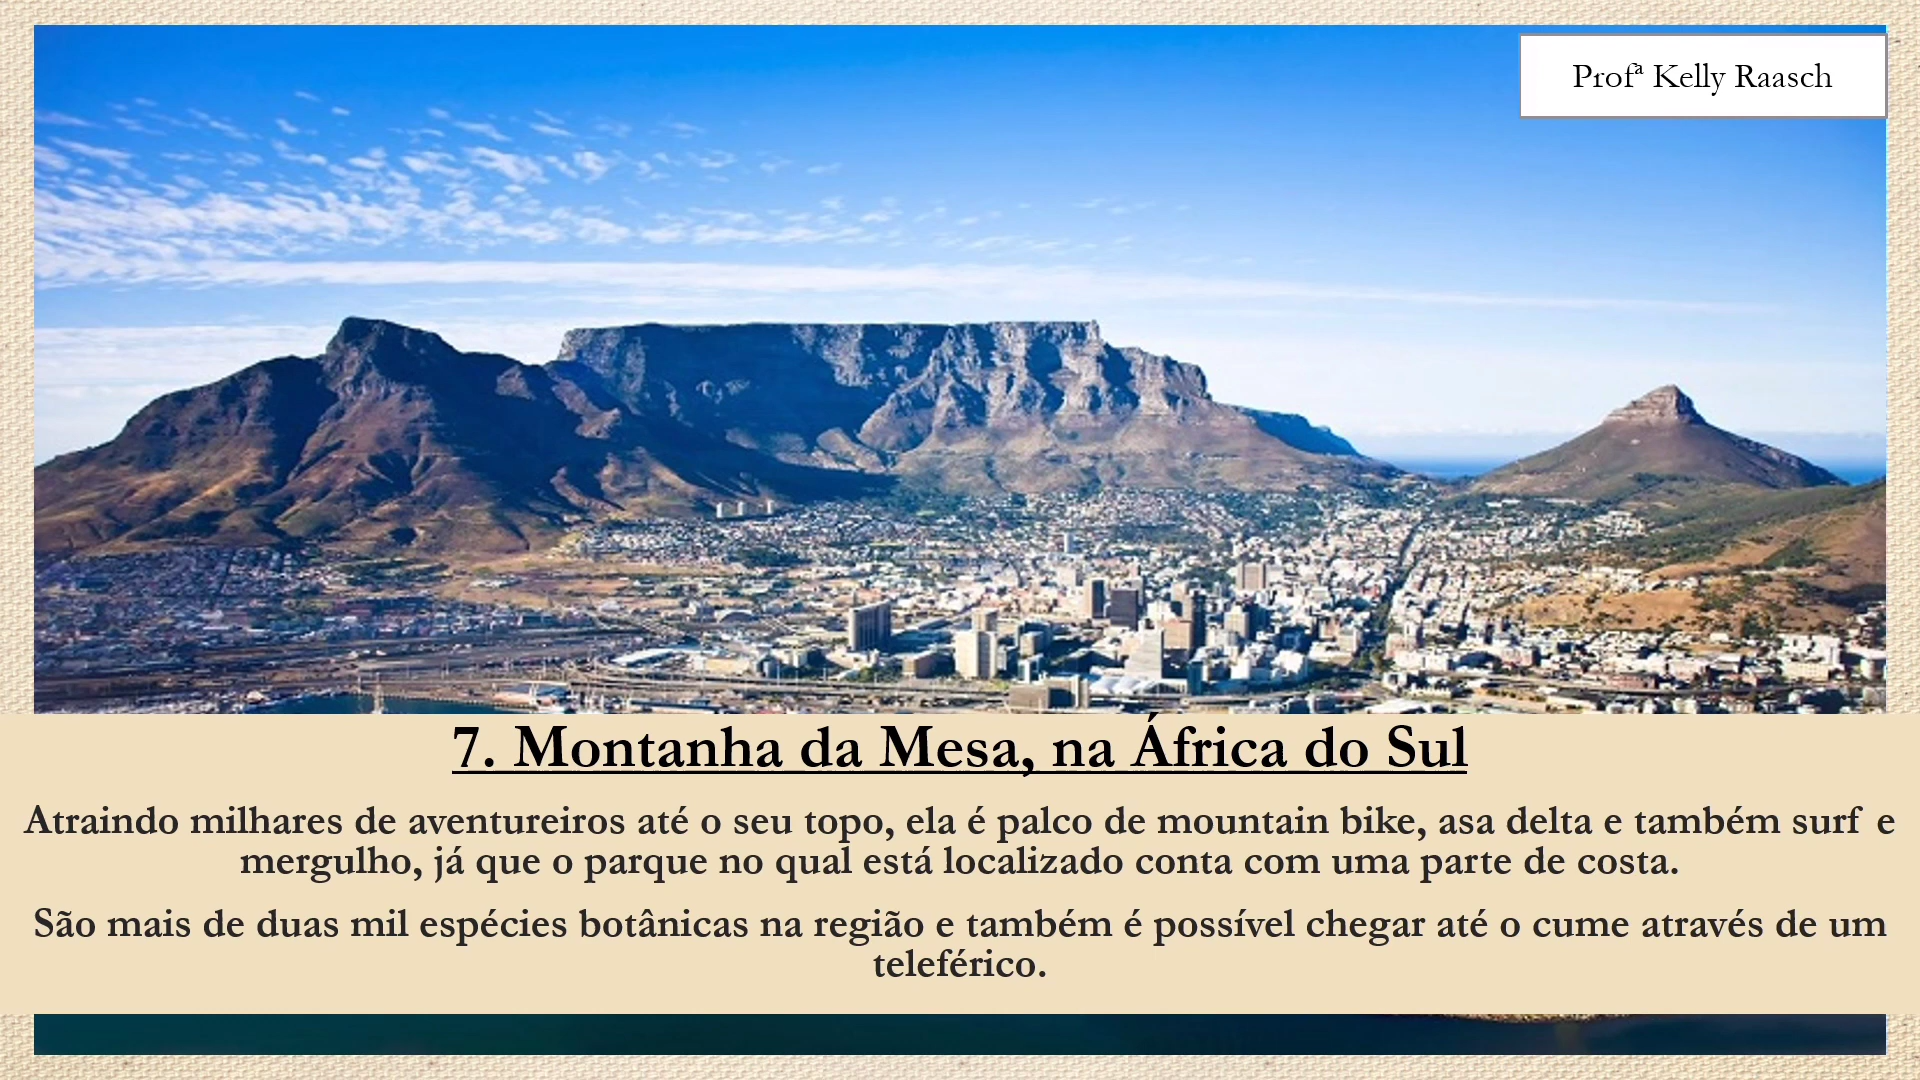 Profª Kelly Raasch
7. Montanha da Mesa, na África do Sul
Atraindo milhares de aventureiros até o seu topo, ela é palco de mountain bike, asa delta e também surf e
mergulho, já que o parque no qual está localizado conta com uma parte de costa.
São mais de duas mil espécies botânicas na região e também é possível chegar até o cume através de um
teleférico.